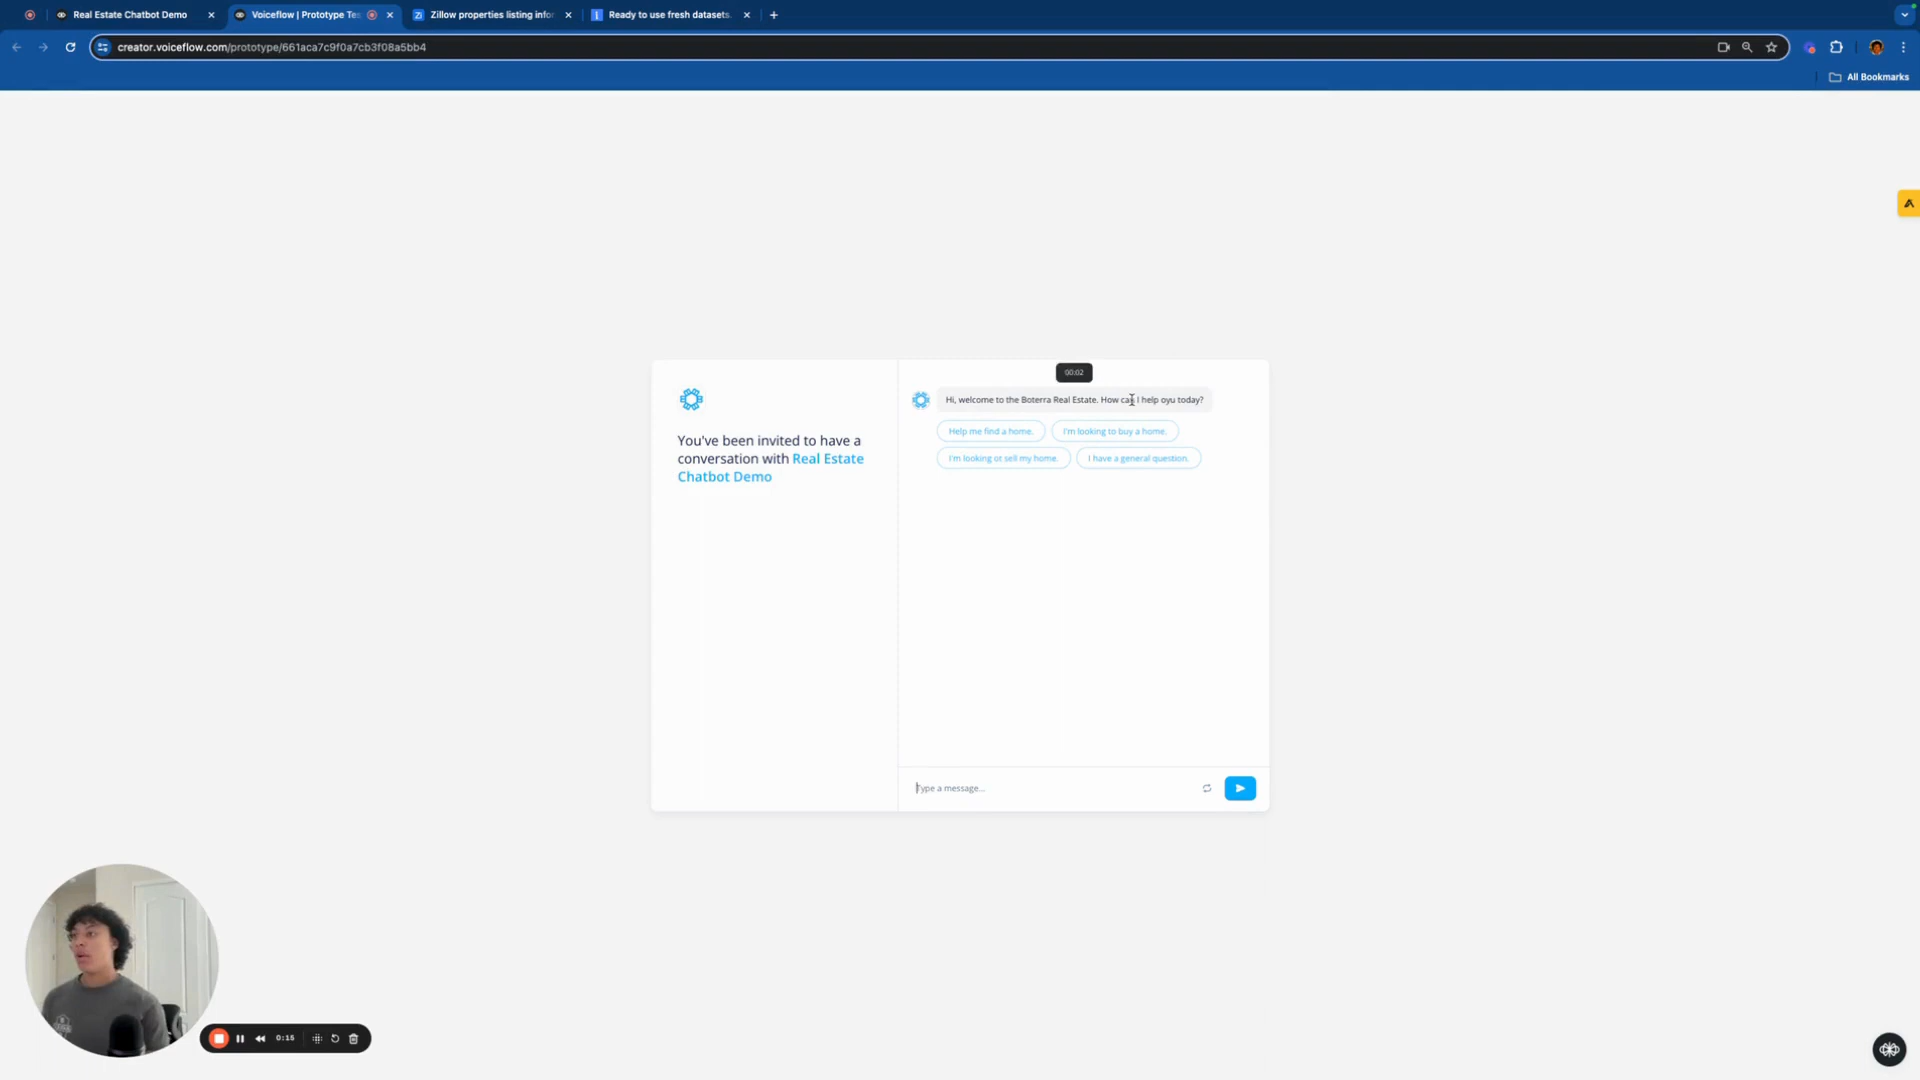 Real Estate Chatbot Demo
Voiceflow | Prototype Tes
Zillow properties listing infor
Ready to use fresh datasets.
creator.voiceflow.com/prototype/661aca7c9f0a7cb3f08a5bb4
All Bookmarks
00:02
Hi, welcome to the Boterra Real Estate. How can I help oyu today?
Help me find a home.
I'm looking to buy a home.
I'm looking ot sell my home.
I have a general question.
You've been invited to have a
conversation with Real Estate
Chatbot Demo
Type a message...
0:15